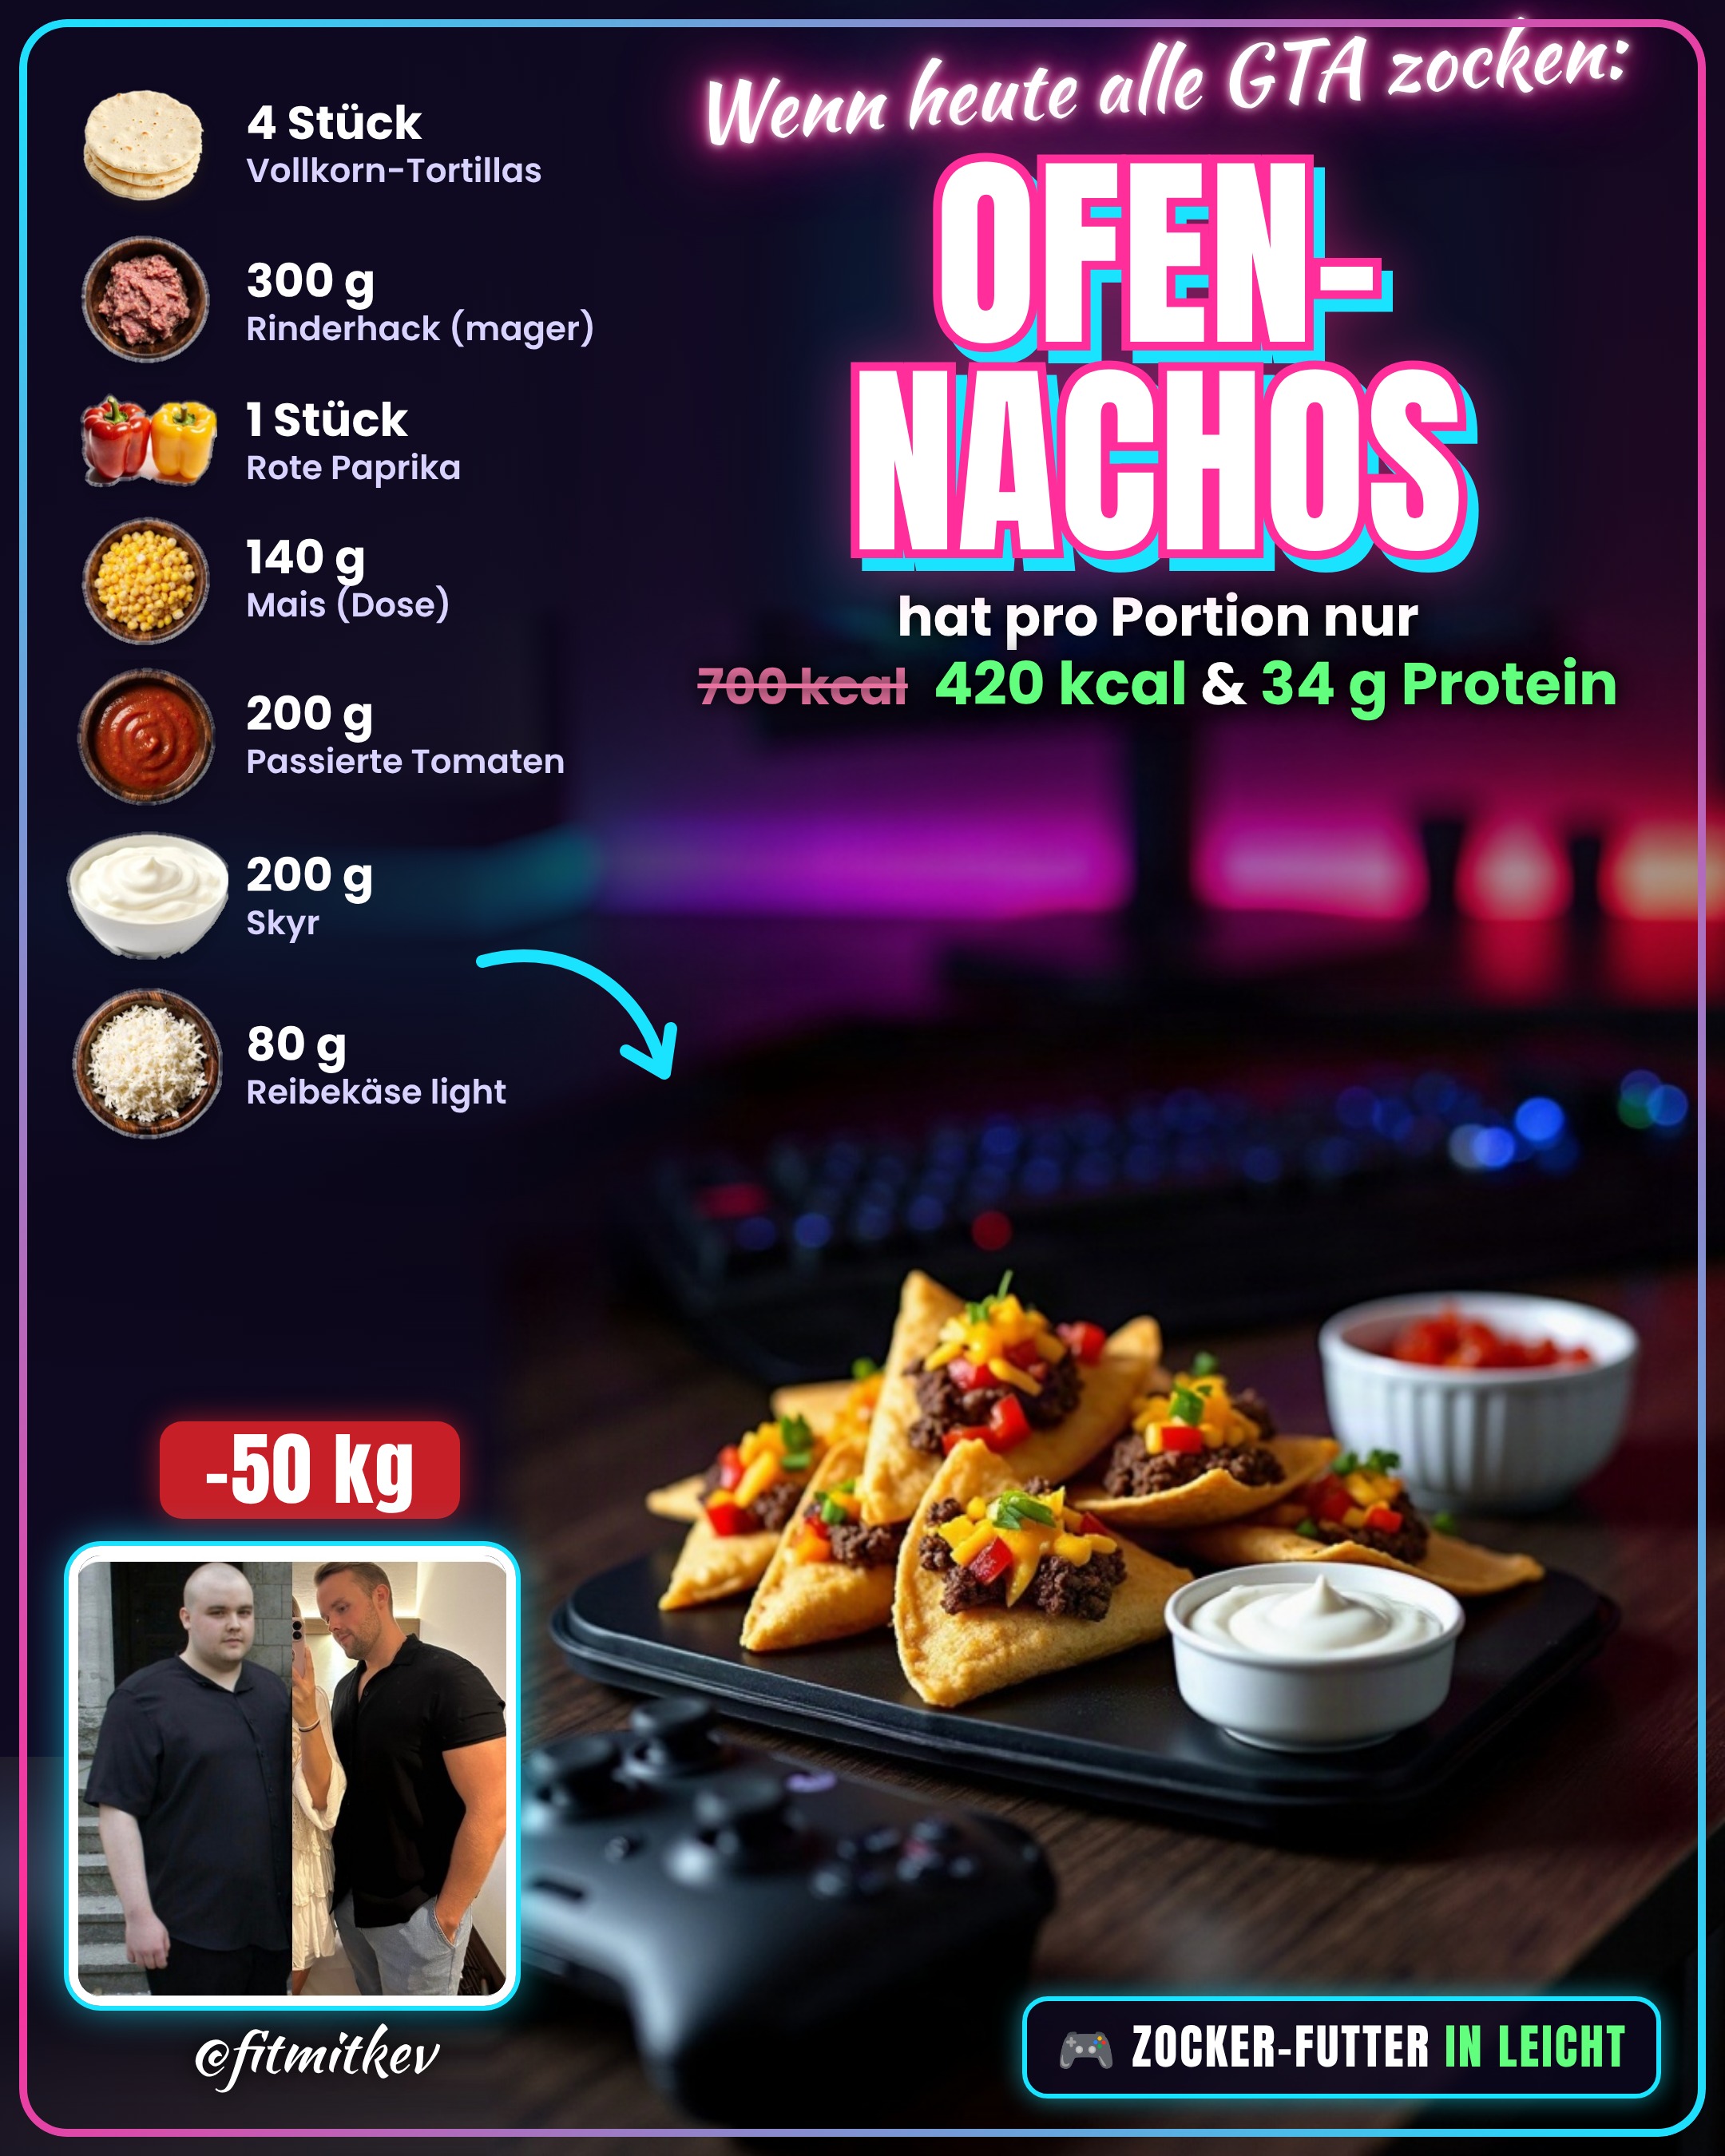 Wenn heute alle GTA zocken:
OFEN-
NACHOS
hat pro Portion nur
700 kcal 420 kcal & 34 g Protein
4 Stück
Vollkorn-Tortillas
300 g
Rinderhack (mager)
1 Stück
Rote Paprika
140 g
Mais (Dose)
200 g
Passierte Tomaten
200 g
Skyr
80 g
Reibekäse light
-50 kg
@fitmitkev
ZOCKER-FUTTER IN LEICHT